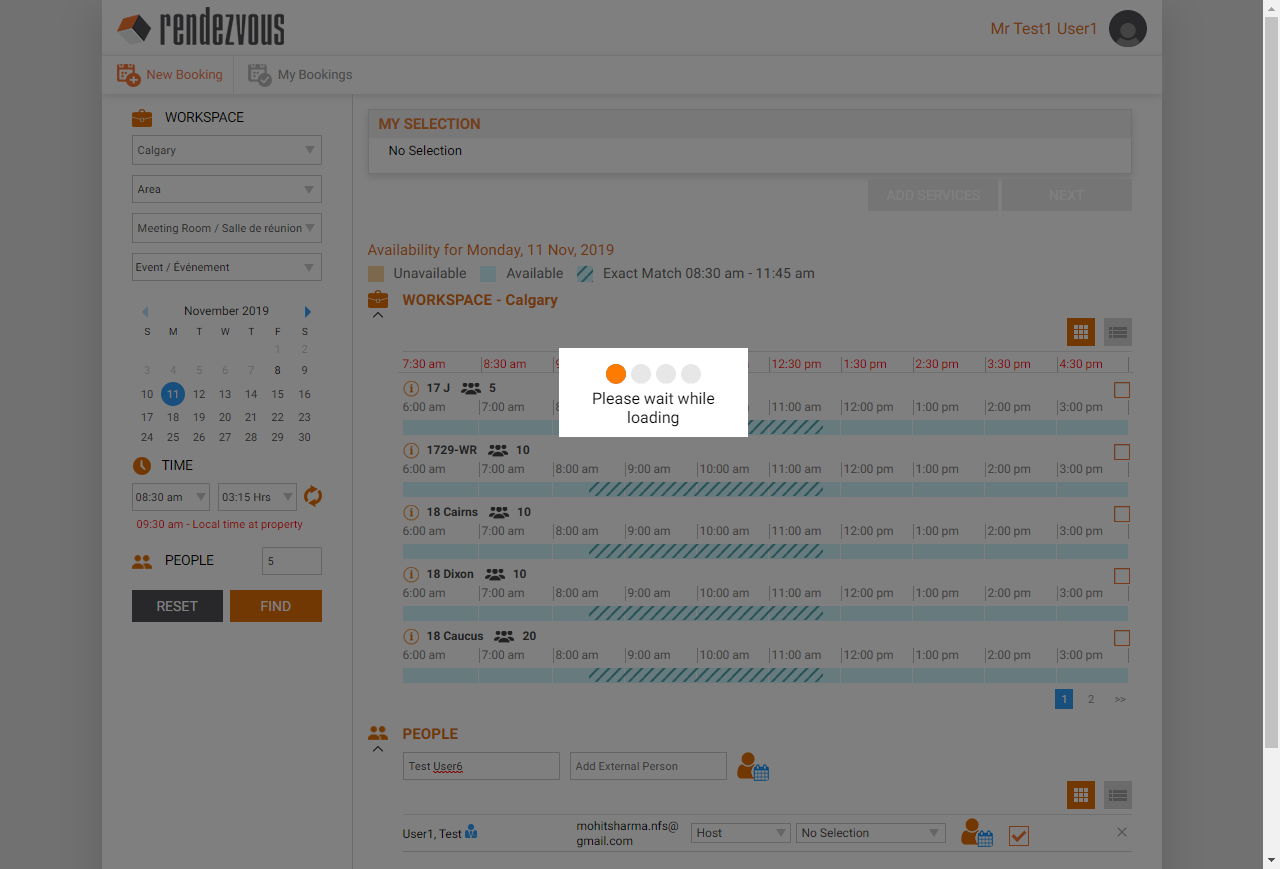 rendezvous
Mr Test1 User1
New Booking
My Bookings
WORKSPACE
Calgary
Area
Meeting Room / Salle de réunion
Event / Événement
November 2019
S M T W T F S
1 2
3 4 5 6 7 8 9
10 11 12 13 14 15 16
17 18 19 20 21 22 23
24 25 26 27 28 29 30
TIME
08:30 am
03:15 Hrs
09:30 am - Local time at property
PEOPLE
5
RESET
FIND
MY SELECTION
No Selection
ADD SERVICES
NEXT
Availability for Monday, 11 Nov, 2019
Unavailable Available Exact Match 08:30 am - 11:45 am
WORKSPACE - Calgary
7:30 am 8:30 am 12:30 pm 1:30 pm 2:30 pm 3:30 pm 4:30 pm
17 J 5
6:00 am 7:00 am 11:00 am 12:00 pm 1:00 pm 2:00 pm 3:00 pm
1729-WR 10
6:00 am 7:00 am 8:00 am 9:00 am 10:00 am 11:00 am 12:00 pm 1:00 pm 2:00 pm 3:00 pm
18 Cairns 10
6:00 am 7:00 am 8:00 am 9:00 am 10:00 am 11:00 am 12:00 pm 1:00 pm 2:00 pm 3:00 pm
18 Dixon 10
6:00 am 7:00 am 8:00 am 9:00 am 10:00 am 11:00 am 12:00 pm 1:00 pm 2:00 pm 3:00 pm
18 Caucus 20
6:00 am 7:00 am 8:00 am 9:00 am 10:00 am 11:00 am 12:00 pm 1:00 pm 2:00 pm 3:00 pm
1 2 >>
Please wait while
loading
PEOPLE
Test User6
Add External Person
User1, Test
mohitsharma.nfs@
gmail.com
Host
No Selection